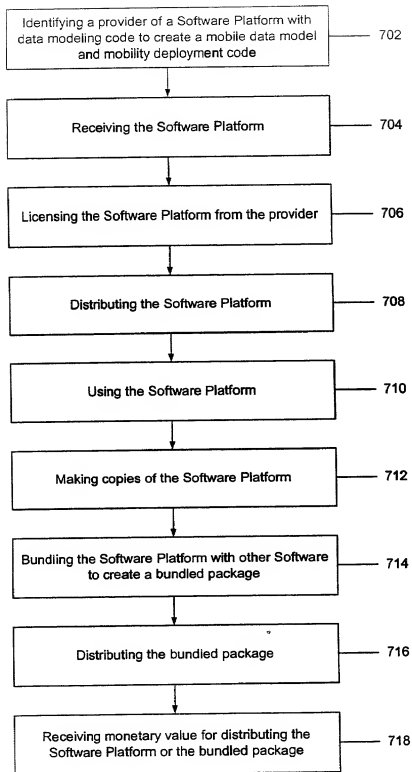 Identifying a provider of a Software Platform with
data modeling code to create a mobile data model
and mobility deployment code
702
Receiving the Software Platform
704
Licensing the Software Platform from the provider
706
Distributing the Software Platform
708
Using the Software Platform
710
Making copies of the Software Platform
712
Bundling the Software Platform with other Software
to create a bundled package
714
Distributing the bundled package
716
Receiving monetary value for distributing the
Software Platform or the bundled package
718